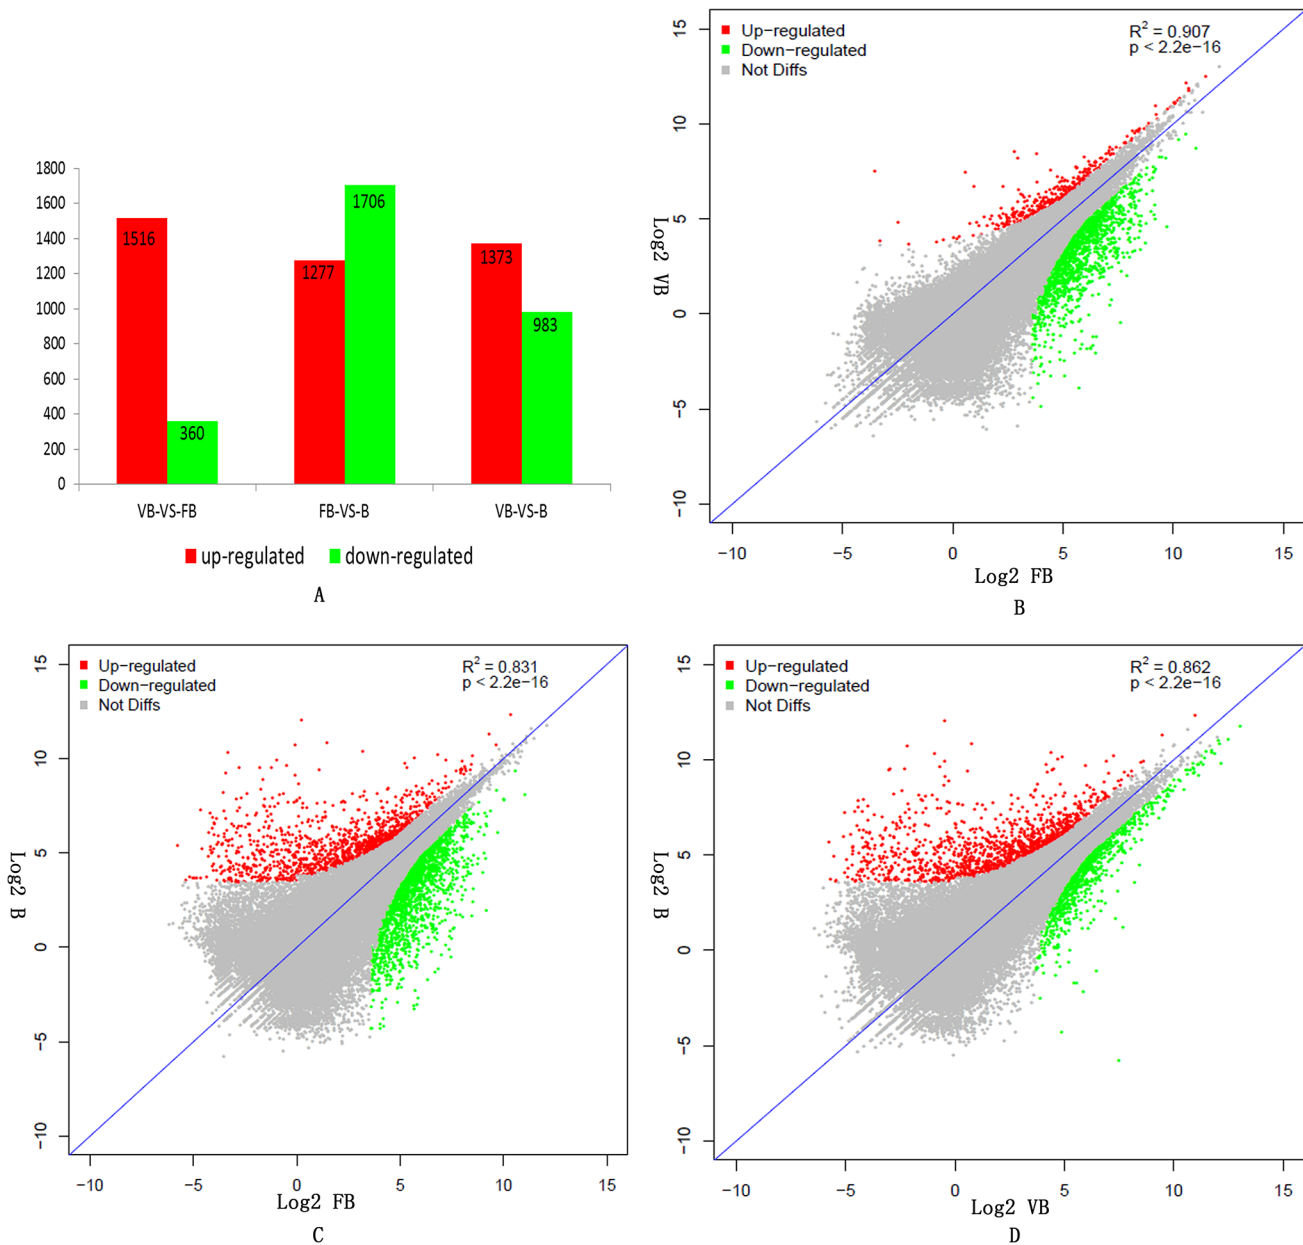 1800
1600
1400
1200
1000
800
600
400
200
0
1516
360
1277
1706
1373
983
VB-VS-FB
FB-VS-B
VB-VS-B
up-regulated
down-regulated
A
Up−regulated
Down−regulated
Not Diffs
R² = 0.907
p < 2.2e−16
15
10
5
0
−5
−10
Log2 VB
−10
−5
0
5
10
15
Log2 FB
B
Up−regulated
Down−regulated
Not Diffs
R² = 0.831
p < 2.2e−16
15
10
5
0
−5
−10
Log2 B
−10
−5
0
5
10
15
Log2 FB
C
Up−regulated
Down−regulated
Not Diffs
R² = 0.862
p < 2.2e−16
15
10
5
0
−5
−10
Log2 B
−10
−5
0
5
10
15
Log2 VB
D